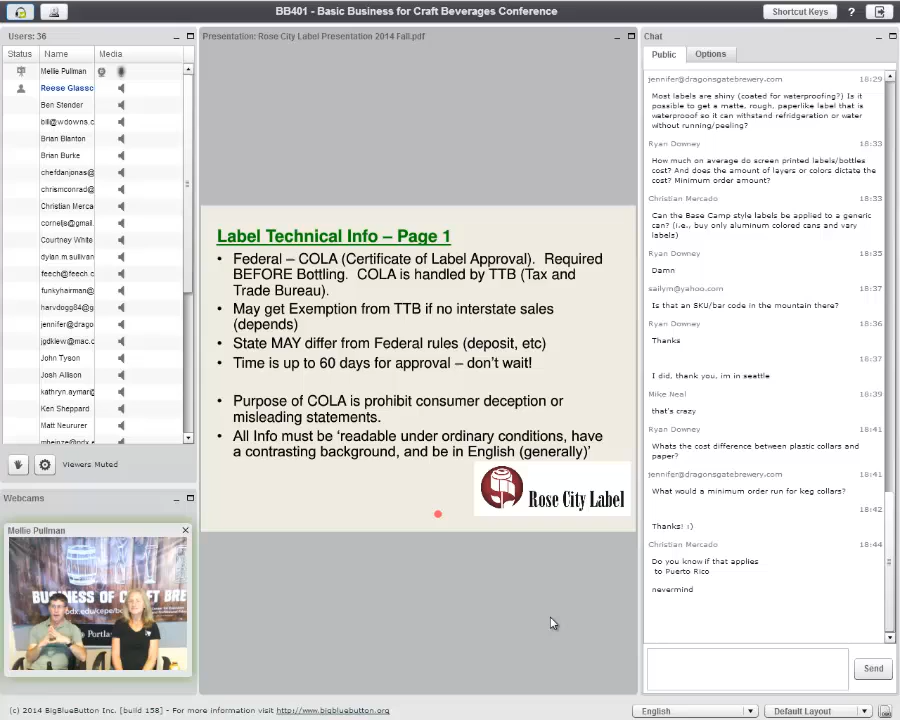 BB401 - Basic Business for Craft Beverages Conference
Shortcut Keys
?
Users: 36
Status Name Media
Mellie Pullman
Reese Glassc
Ben Stender
bill@wdowns.c
Brian Blanton
Brian Burke
chefdanjonas@
chrismconrad@
Christian Merca
corneljs@gmail.
Courtney White
dylan.m.sullivan
feech@feech.c
funkyhairman@
harvdogg84@g
jennifer@drago
jgdklew@mac.c
John Tyson
Josh Allison
kathryn.aymar@
Ken Sheppard
Matt Neururer
Viewers Muted
Webcams
Mellie Pullman
BUSINESS OF CRAFT BRE
Portla
Presentation: Rose City Label Presentation 2014 Fall.pdf
Label Technical Info – Page 1
• Federal – COLA (Certificate of Label Approval). Required
BEFORE Bottling. COLA is handled by TTB (Tax and
Trade Bureau).
• May get Exemption from TTB if no interstate sales
(depends)
• State MAY differ from Federal rules (deposit, etc)
• Time is up to 60 days for approval – don't wait!
• Purpose of COLA is prohibit consumer deception or
misleading statements.
• All Info must be 'readable under ordinary conditions, have
a contrasting background, and be in English (generally)'
Rose City Label
Chat
Public Options
jennifer@dragonsgatebrewery.com 18:29
Most labels are shiny (coated for waterproofing?) Is it
possible to get a matte, rough, paperlike label that is
waterprooof so it can withstand refridgeration or water
without running/peeling?
Ryan Downey 18:33
How much on average do screen printed labels/bottles
cost? And does the amount of layers or colors dictate the
cost? Minimum order amount?
Christian Mercado 18:33
Can the Base Camp style labels be applied to a generic
can? (i.e., buy only aluminum colored cans and vary
labels)
Ryan Downey 18:35
Damn
sailym@yahoo.com 18:37
Is that an SKU/bar code in the mountain there?
Ryan Downey 18:36
Thanks
18:37
I did, thank you, im in seattle
Mike Neal 18:39
that's crazy
Ryan Downey 18:41
Whats the cost difference between plastic collars and
paper?
jennifer@dragonsgatebrewery.com 18:41
What would a minimum order run for keg collars?
18:42
Thanks! :)
Christian Mercado 18:44
Do you know if that applies
to Puerto Rico
nevermind
Send
(c) 2014 BigBlueButton Inc. [build 158] - For more information visit http://www.bigbluebutton.org
English
Default Layout